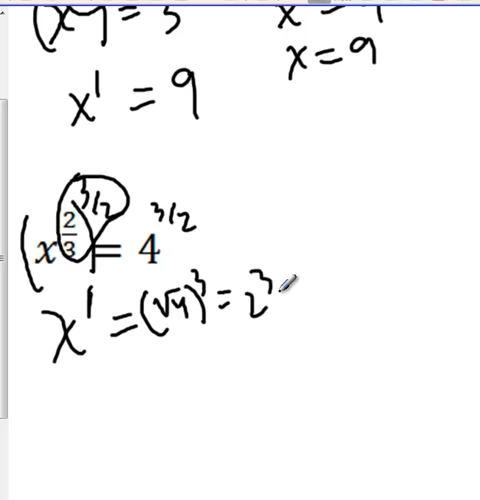 x = 9
x¹ = 9
(x^(2/3))^(3/2) = 4^(3/2)
x¹ = (√4)³ = 2³